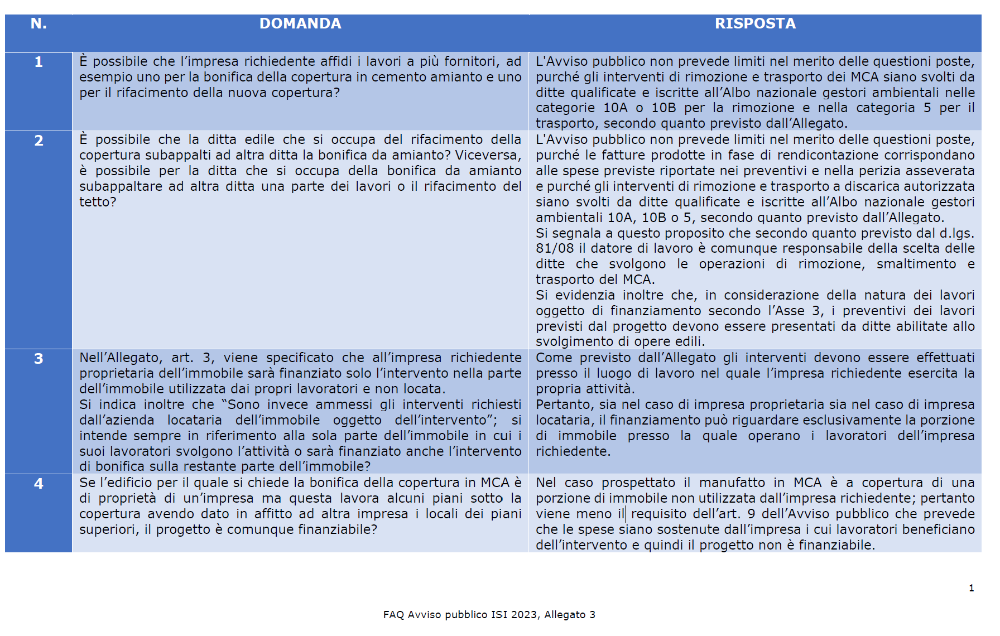 N.
DOMANDA
RISPOSTA
1
È possibile che l’impresa richiedente affidi i lavori a più fornitori, ad
esempio uno per la bonifica della copertura in cemento amianto e uno
per il rifacimento della nuova copertura?
L'Avviso pubblico non prevede limiti nel merito delle questioni poste,
purché gli interventi di rimozione e trasporto dei MCA siano svolti da
ditte qualificate e iscritte all’Albo nazionale gestori ambientali nelle
categorie 10A o 10B per la rimozione e nella categoria 5 per il
trasporto, secondo quanto previsto dall’Allegato.
2
È possibile che la ditta edile che si occupa del rifacimento della
copertura subappalti ad altra ditta la bonifica da amianto? Viceversa,
è possibile per la ditta che si occupa della bonifica da amianto
subappaltare ad altra ditta una parte dei lavori o il rifacimento del
tetto?
L'Avviso pubblico non prevede limiti nel merito delle questioni poste,
purché le fatture prodotte in fase di rendicontazione corrispondano
alle spese previste riportate nei preventivi e nella perizia asseverata
e purché gli interventi di rimozione e trasporto a discarica autorizzata
siano svolti da ditte qualificate e iscritte all’Albo nazionale gestori
ambientali 10A, 10B o 5, secondo quanto previsto dall’Allegato.
Si segnala a questo proposito che secondo quanto previsto dal d.lgs.
81/08 il datore di lavoro è comunque responsabile della scelta delle
ditte che svolgono le operazioni di rimozione, smaltimento e
trasporto del MCA.
Si evidenzia inoltre che, in considerazione della natura dei lavori
oggetto di finanziamento secondo l’Asse 3, i preventivi dei lavori
previsti dal progetto devono essere presentati da ditte abilitate allo
svolgimento di opere edili.
3
Nell’Allegato, art. 3, viene specificato che all’impresa richiedente
proprietaria dell’immobile sarà finanziato solo l’intervento nella parte
dell’immobile utilizzata dai propri lavoratori e non locata.
Si indica inoltre che “Sono invece ammessi gli interventi richiesti
dall’azienda locataria dell’immobile oggetto dell’intervento”; si
intende sempre in riferimento alla sola parte dell’immobile in cui i
suoi lavoratori svolgono l’attività o sarà finanziato anche l’intervento
di bonifica sulla restante parte dell’immobile?
Come previsto dall’Allegato gli interventi devono essere effettuati
presso il luogo di lavoro nel quale l’impresa richiedente esercita la
propria attività.
Pertanto, sia nel caso di impresa proprietaria sia nel caso di impresa
locataria, il finanziamento può riguardare esclusivamente la porzione
di immobile presso la quale operano i lavoratori dell’impresa
richiedente.
4
Se l’edificio per il quale si chiede la bonifica della copertura in MCA è
di proprietà di un’impresa ma questa lavora alcuni piani sotto la
copertura avendo dato in affitto ad altra impresa i locali dei piani
superiori, il progetto è comunque finanziabile?
Nel caso prospettato il manufatto in MCA è a copertura di una
porzione di immobile non utilizzata dall’impresa richiedente; pertanto
viene meno il requisito dell’art. 9 dell’Avviso pubblico che prevede
che le spese siano sostenute dall’impresa i cui lavoratori beneficiano
dell’intervento e quindi il progetto non è finanziabile.
1
FAQ Avviso pubblico ISI 2023, Allegato 3